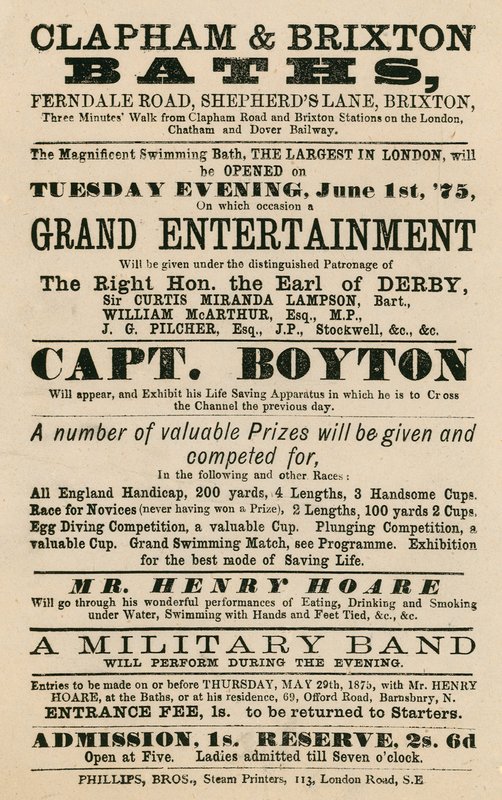 CLAPHAM & BRIXTON
BATHS,
FERNDALE ROAD, SHEPHERD'S LANE, BRIXTON,
Three Minutes' Walk from Clapham Road and Brixton Stations on the London,
Chatham and Dover Railway.
The Magnificent Swimming Bath, THE LARGEST IN LONDON, will
be OPENED on
TUESDAY EVENING, June 1st, '75,
On which occasion a
GRAND ENTERTAINMENT
Will be given under the distinguished Patronage of
The Right Hon. the Earl of DERBY,
Sir CURTIS MIRANDA LAMPSON, Bart.,
WILLIAM McARTHUR, Esq., M.P.,
J. G. PILCHER, Esq., J.P., Stockwell, &c., &c.
CAPT. BOYTON
Will appear, and Exhibit his Life Saving Apparatus in which he is to Cross
the Channel the previous day.
A number of valuable Prizes will be given and
competed for,
In the following and other Races:
All England Handicap, 200 yards, 4 Lengths, 3 Handsome Cups.
Race for Novices (never having won a Prize), 2 Lengths, 100 yards 2 Cups.
Egg Diving Competition, a valuable Cup. Plunging Competition, a
valuable Cup. Grand Swimming Match, see Programme. Exhibition
for the best mode of Saving Life.
MR. HENRY HOARE
Will go through his wonderful performances of Eating, Drinking and Smoking
under Water, Swimming with Hands and Feet Tied, &c., &c.
A MILITARY BAND
WILL PERFORM DURING THE EVENING.
Entries to be made on or before THURSDAY, MAY 29th, 1875, with Mr. HENRY
HOARE, at the Baths, or at his residence, 69, Offord Road, Barnsbury, N.
ENTRANCE FEE, 1s. to be returned to Starters.
ADMISSION, 1s. RESERVE, 2s. 6d
Open at Five. Ladies admitted till Seven o'clock.
PHILLIPS, BROS., Steam Printers, 113, London Road, S.E